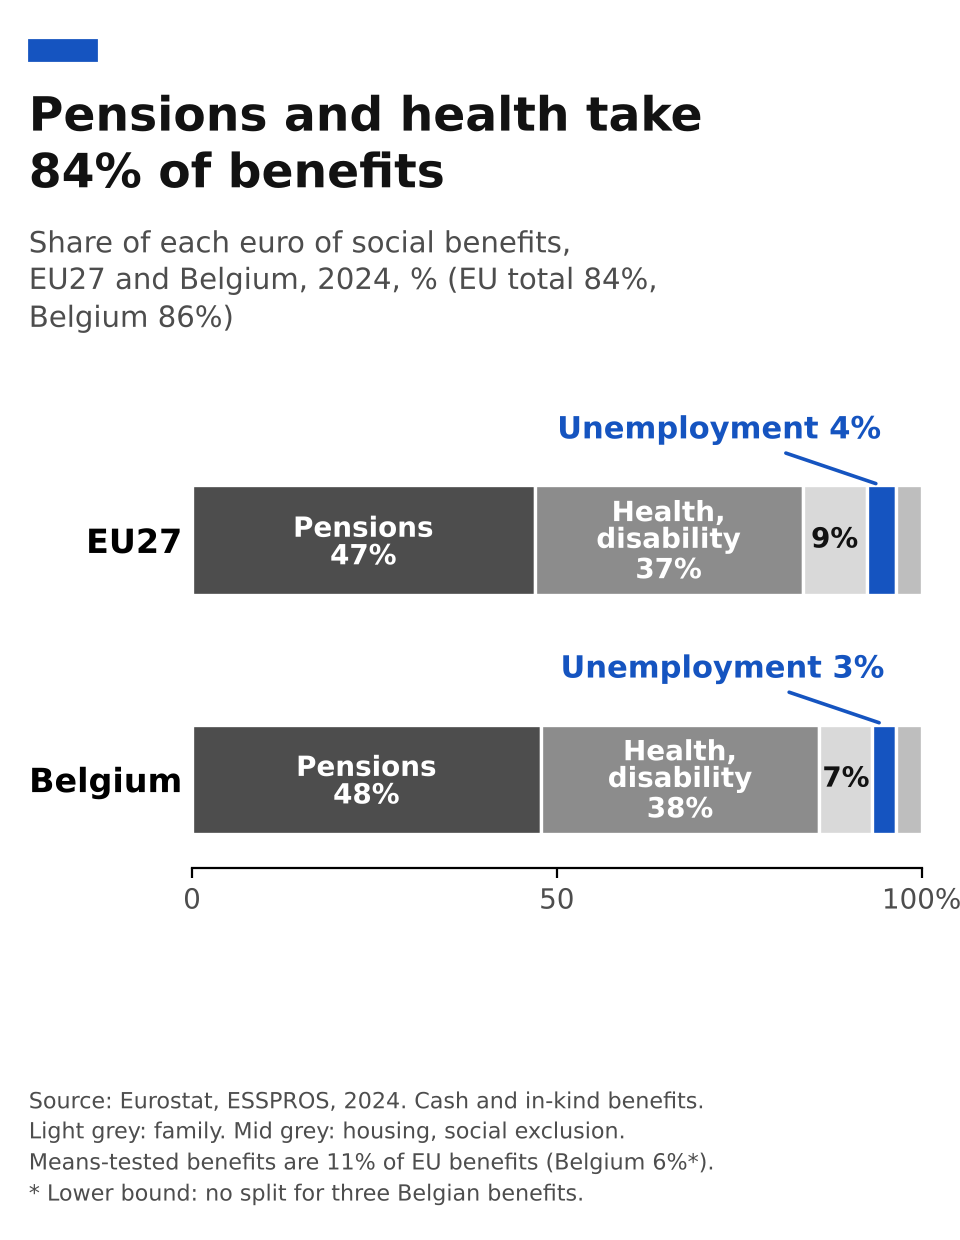 Pensions and health take
84% of benefits
Share of each euro of social benefits,
EU27 and Belgium, 2024, % (EU total 84%,
Belgium 86%)
Unemployment 4%
EU27
Pensions
47%
Health,
disability
37%
9%
Unemployment 3%
Belgium
Pensions
48%
Health,
disability
38%
7%
0
50
100%
Source: Eurostat, ESSPROS, 2024. Cash and in-kind benefits.
Light grey: family. Mid grey: housing, social exclusion.
Means-tested benefits are 11% of EU benefits (Belgium 6%*).
* Lower bound: no split for three Belgian benefits.